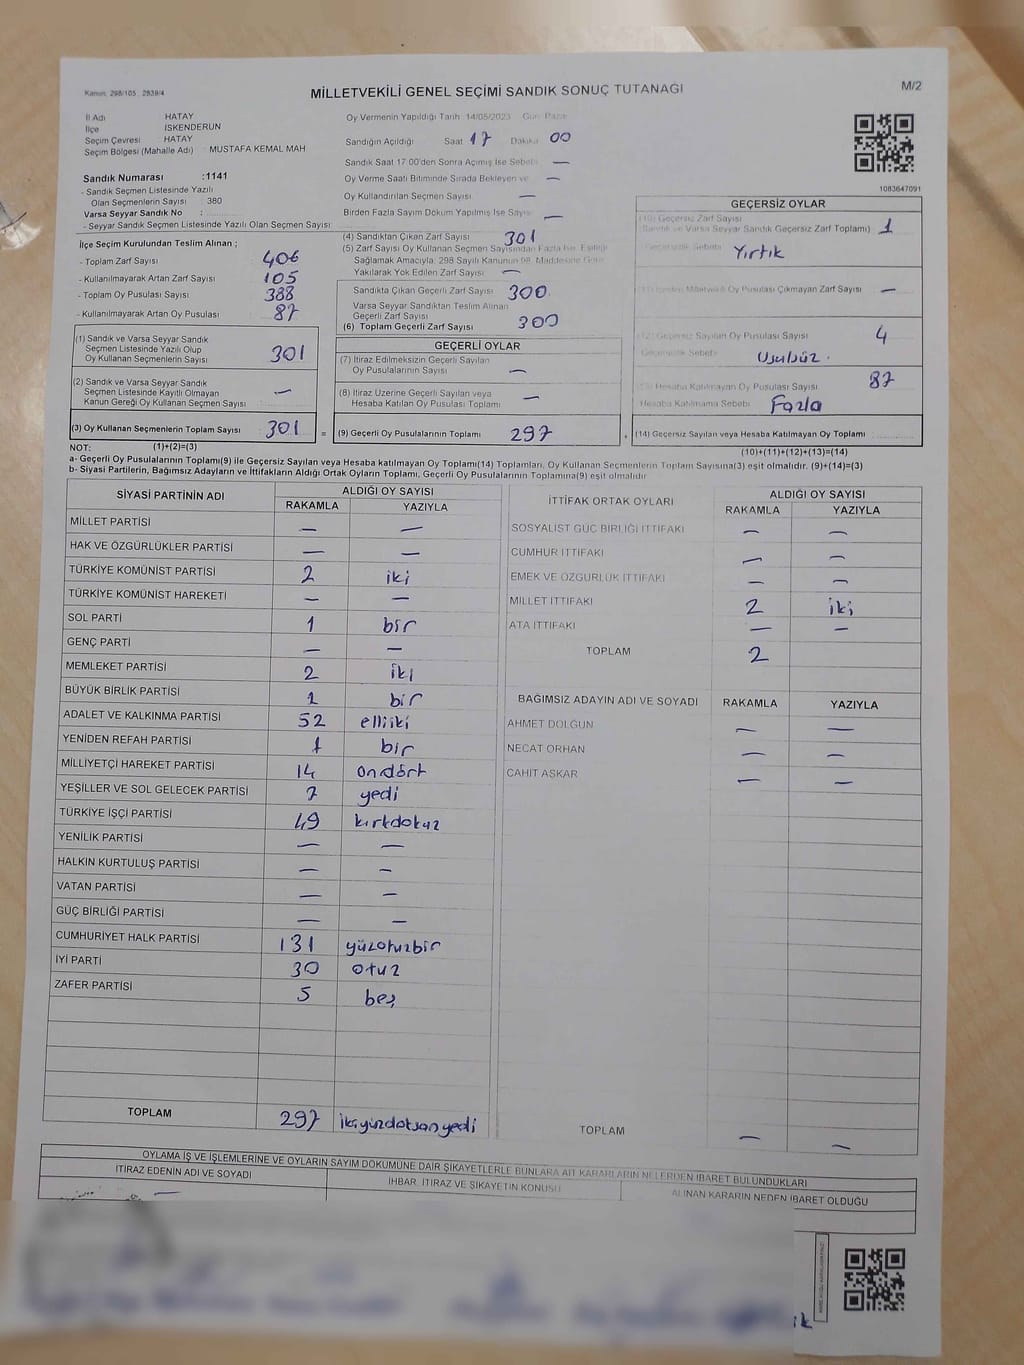 Kanun. 298/105 . 2839/4
MİLLETVEKİLİ GENEL SEÇİMİ SANDIK SONUÇ TUTANAĞI
M/2
İl Adı HATAY
İlçe İSKENDERUN
Seçim Çevresi HATAY
Seçim Bölgesi (Mahalle Adı) MUSTAFA KEMAL MAH
Sandık Numarası :1141
- Sandık Seçmen Listesinde Yazılı
Olan Seçmenlerin Sayısı : 380
Varsa Seyyar Sandık No :
- Seyyar Sandık Seçmen Listesinde Yazılı Olan Seçmen Sayısı:
İlçe Seçim Kurulundan Teslim Alınan ;
- Toplam Zarf Sayısı 406
- Kullanılmayarak Artan Zarf Sayısı 105
- Toplam Oy Pusulası Sayısı 388
- Kullanılmayarak Artan Oy Pusulası 87
(1) Sandık ve Varsa Seyyar Sandık
Seçmen Listesinde Yazılı Olup
Oy Kullanan Seçmenlerin Sayısı 301
(2) Sandık ve Varsa Seyyar Sandık
Seçmen Listesinde Kayıtlı Olmayan
Kanun Gereği Oy Kullanan Seçmen Sayısı —
(3) Oy Kullanan Seçmenlerin Toplam Sayısı 301 =
Oy Vermenin Yapıldığı Tarih 14/05/2023 Gün Pazar
Sandığın Açıldığı Saat 17 Dakika 00
Sandık Saat 17 00'den Sonra Açımış İse Sebebi —
Oy Verme Saati Bitiminde Sırada Bekleyen ve —
Oy Kullandırılan Seçmen Sayısı —
Birden Fazla Sayım Döküm Yapılmış İse Sayısı —
(4) Sandıktan Çıkan Zarf Sayısı 301
(5) Zarf Sayısı Oy Kullanan Seçmen Sayısından Fazla İse, Eşitliği
Sağlamak Amacıyla, 298 Sayılı Kanunun 98. Maddesine Göre
Yakılarak Yok Edilen Zarf Sayısı —
Sandıkta Çıkan Geçerli Zarf Sayısı 300
Varsa Seyyar Sandıktan Teslim Alınan
Geçerli Zarf Sayısı
(6) Toplam Geçerli Zarf Sayısı 300
GEÇERLİ OYLAR
(7) İtiraz Edilmeksizin Geçerli Sayılan
Oy Pusulalarının Sayısı —
(8) İtiraz Üzerine Geçerli Sayılan veya
Hesaba Katılan Oy Pusulası Toplamı —
(9) Geçerli Oy Pusulalarının Toplamı 297
1083647091
GEÇERSİZ OYLAR
(10) Geçersiz Zarf Sayısı
(Sandık ve Varsa Seyyar Sandık Geçersiz Zarf Toplamı) 1
Geçersizlik Sebebi Yırtık
(11) İçinden Milletvekili Oy Pusulası Çıkmayan Zarf Sayısı —
(12) Geçersiz Sayılan Oy Pusulası Sayısı 4
Geçersizlik Sebebi Usulsüz.
(13) Hesaba Katılmayan Oy Pusulası Sayısı 87
Hesaba Katılmama Sebebi Fazla
(14) Geçersiz Sayılan veya Hesaba Katılmayan Oy Toplamı
NOT: (1)+(2)=(3)
(10)+(11)+(12)+(13)=(14)
a- Geçerli Oy Pusulaları Toplamı(9) ile Geçersiz Sayılan veya Hesaba katılmayan Oy Toplamı(14) Toplamları, Oy Kullanan Seçmenlerin Toplam Sayısına(3) eşit olmalıdır. (9)+(14)=(3)
b- Siyasi Partilerin, Bağımsız Adayların ve İttifakların Aldığı Ortak Oyların Toplamı, Geçerli Oy Pusulalarının Toplamına(9) eşit olmalıdır
SİYASİ PARTİNİN ADI ALDIĞI OY SAYISI
RAKAMLA YAZIYLA
MİLLET PARTİSİ — —
HAK VE ÖZGÜRLÜKLER PARTİSİ — —
TÜRKİYE KOMÜNİST PARTİSİ 2 iki
TÜRKİYE KOMÜNİST HAREKETİ — —
SOL PARTİ 1 bir
GENÇ PARTİ — —
MEMLEKET PARTİSİ 2 iki
BÜYÜK BİRLİK PARTİSİ 1 bir
ADALET VE KALKINMA PARTİSİ 52 elliiki
YENİDEN REFAH PARTİSİ 1 bir
MİLLİYETÇİ HAREKET PARTİSİ 14 ondört
YEŞİLLER VE SOL GELECEK PARTİSİ 7 yedi
TÜRKİYE İŞÇİ PARTİSİ 49 kırkdokuz
YENİLİK PARTİSİ — —
HALKIN KURTULUŞ PARTİSİ — —
VATAN PARTİSİ — —
GÜÇ BİRLİĞİ PARTİSİ — —
CUMHURİYET HALK PARTİSİ 131 yüzotuzbir
İYİ PARTİ 30 otuz
ZAFER PARTİSİ 5 beş
TOPLAM 297 ikiyüzdoksanyedi
İTTİFAK ORTAK OYLARI ALDIĞI OY SAYISI
RAKAMLA YAZIYLA
SOSYALİST GÜÇ BİRLİĞİ İTTİFAKI — —
CUMHUR İTTİFAKI — —
EMEK VE ÖZGÜRLÜK İTTİFAKI — —
MİLLET İTTİFAKI 2 iki
ATA İTTİFAKI — —
TOPLAM 2
BAĞIMSIZ ADAYIN ADI VE SOYADI RAKAMLA YAZIYLA
AHMET DOLGUN — —
NECAT ORHAN — —
CAHİT AŞKAR — —
TOPLAM — —
OYLAMA İŞ VE İŞLEMLERİNE VE OYLARIN SAYIM DÖKÜMÜNE DAİR ŞİKAYETLERLE BUNLARA AİT KARARLARIN NELERDEN İBARET BULUNDUKLARI
İTİRAZ EDENİN ADI VE SOYADI İHBAR, İTİRAZ VE ŞİKAYETİN KONUSU ALINAN KARARIN NEDEN İBARET OLDUĞU
—